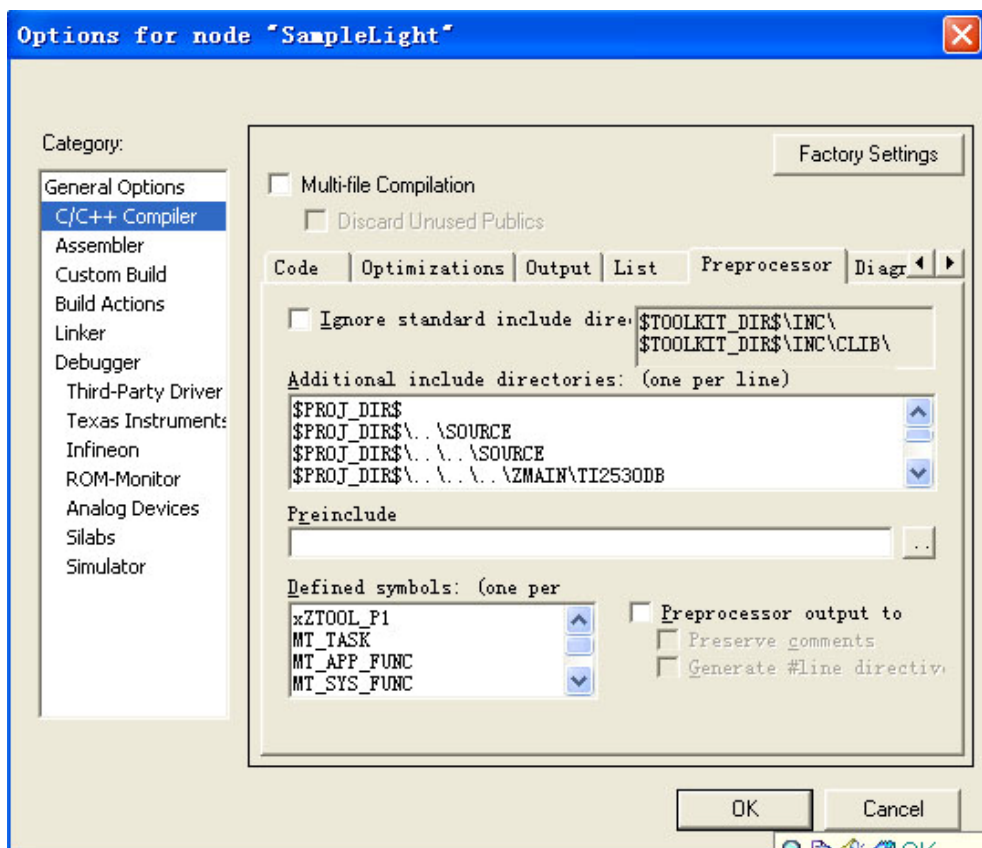 Options for node "SampleLight"
Category:
General Options
C/C++ Compiler
Assembler
Custom Build
Build Actions
Linker
Debugger
Third-Party Driver
Texas Instruments
Infineon
ROM-Monitor
Analog Devices
Silabs
Simulator
Factory Settings
Multi-file Compilation
Discard Unused Publics
Code Optimizations Output List Preprocessor Diagn
Ignore standard include dire
$TOOLKIT_DIR$\INC\
$TOOLKIT_DIR$\INC\CLIB\
Additional include directories: (one per line)
$PROJ_DIR$
$PROJ_DIR$\..\SOURCE
$PROJ_DIR$\..\..\SOURCE
$PROJ_DIR$\..\..\..\ZMAIN\TI2530DB
Preinclude
..
Defined symbols: (one per
xZTOOL_P1
MT_TASK
MT_APP_FUNC
MT_SYS_FUNC
Preprocessor output to
Preserve comments
Generate #line directiv
OK Cancel